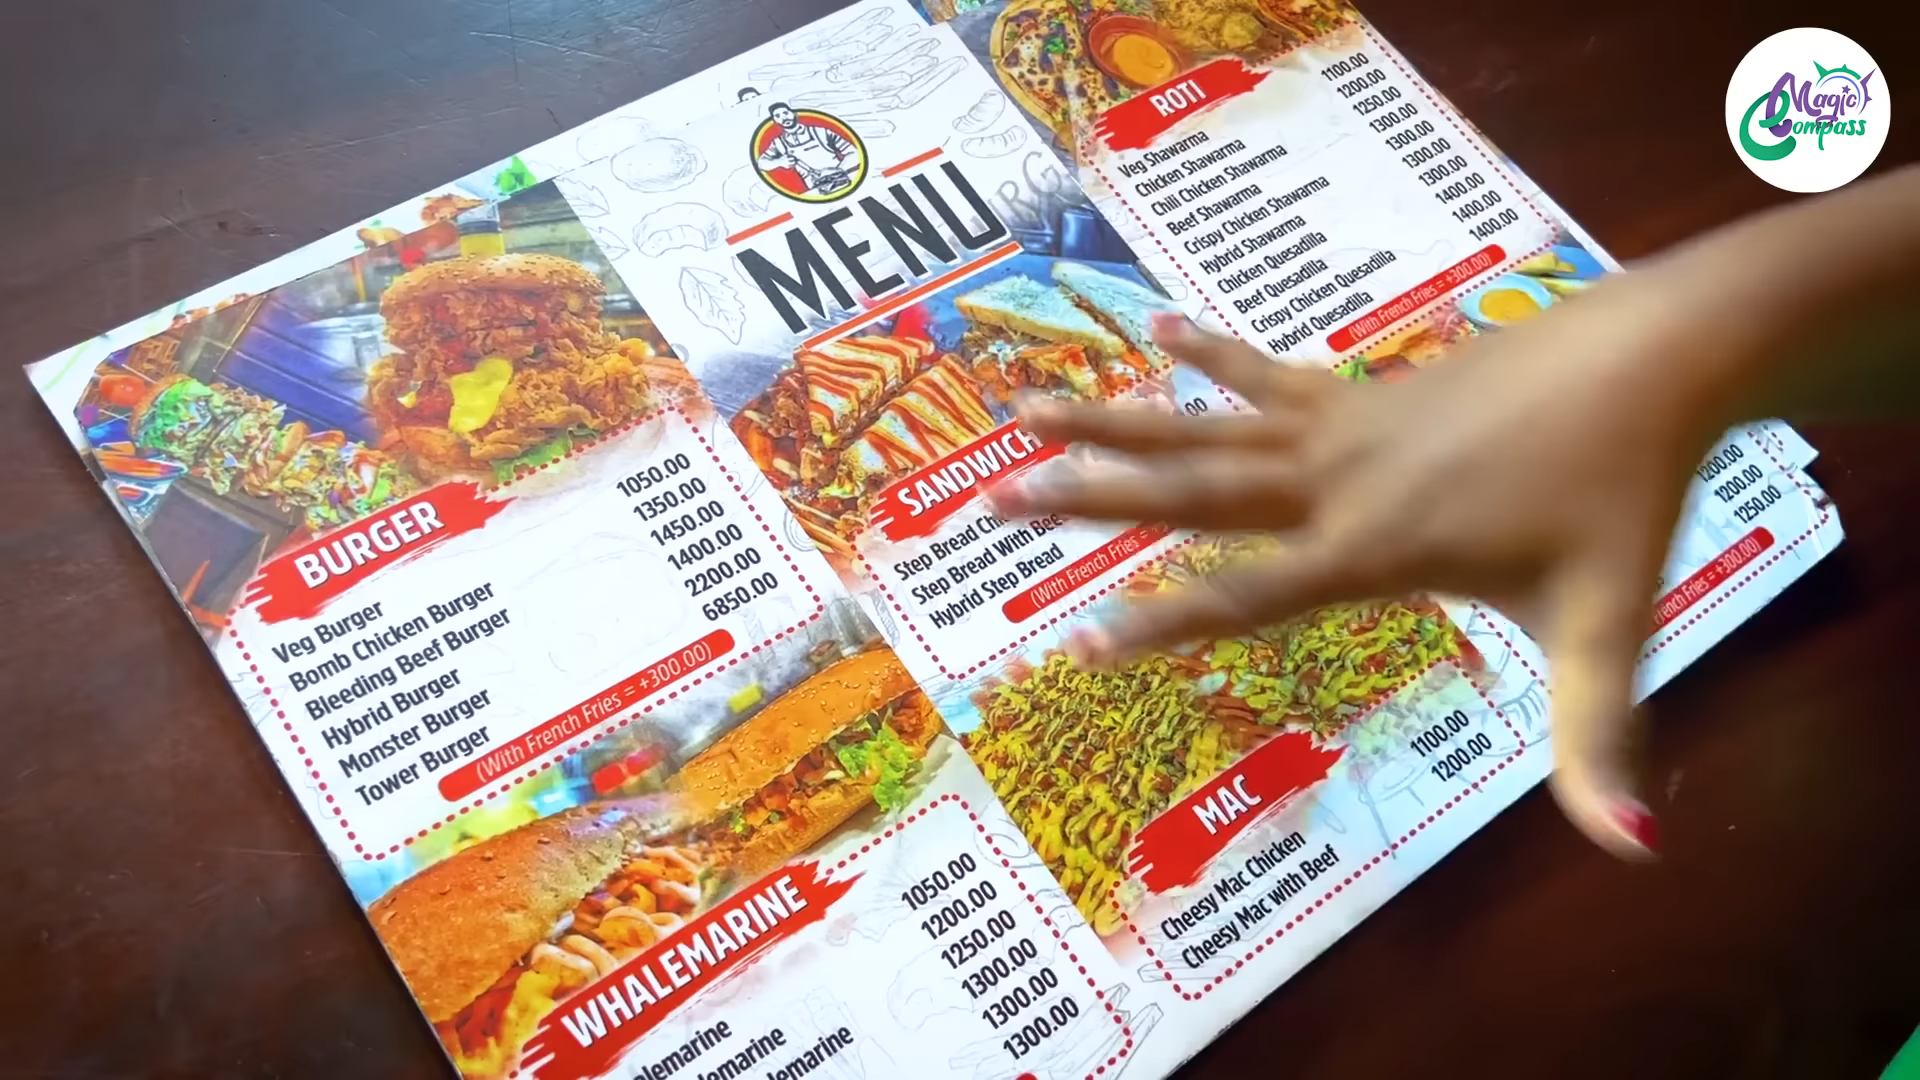 Magic
Compass
MENU
BURGER
Veg Burger 1050.00
Bomb Chicken Burger 1350.00
Bleeding Beef Burger 1450.00
Hybrid Burger 1400.00
Monster Burger 2200.00
Tower Burger 6850.00
(With French Fries = +300.00)
WHALEMARINE
1050.00
1200.00
1250.00
1300.00
1300.00
1300.00
SANDWICH
Step Bread
Step Bread With
Hybrid Step Bread
(With French Fries =
MAC
Cheesy Mac Chicken 1100.00
Cheesy Mac with Beef 1200.00
ROTI
Veg Shawarma 1100.00
Chicken Shawarma 1200.00
Chili Chicken Shawarma 1250.00
Beef Shawarma 1300.00
Crispy Chicken Shawarma 1300.00
Hybrid Shawarma 1300.00
Chicken Quesadilla 1300.00
Beef Quesadilla 1400.00
Crispy Chicken Quesadilla 1400.00
Hybrid Quesadilla 1400.00
(With French Fries = +300.00)
1200.00
1200.00
1250.00
Fries = +300.00)